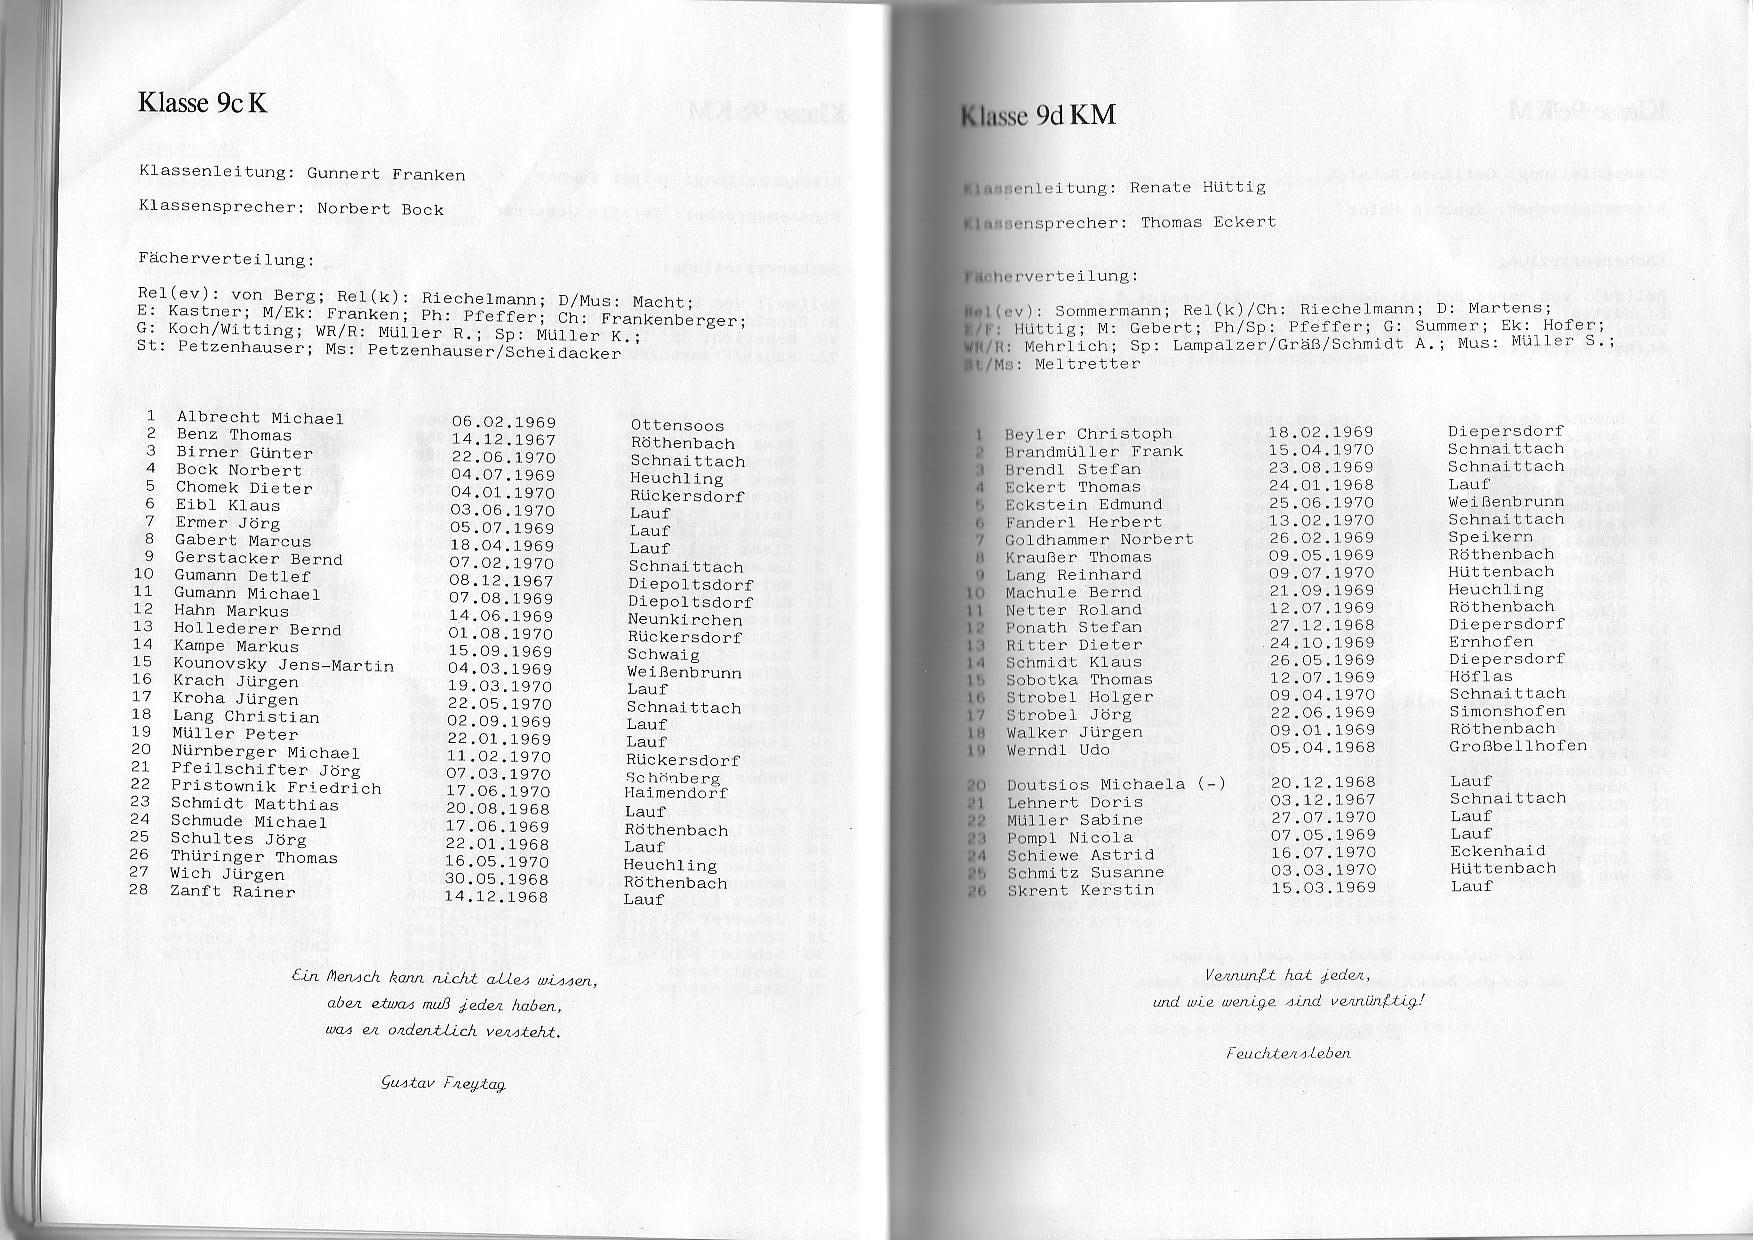 Klasse 9c K
Klassenleitung: Gunnert Franken
Klassensprecher: Norbert Bock
Fächerverteilung:
Rel(ev): von Berg; Rel(k): Riechelmann; D/Mus: Macht;
E: Kastner; M/Ek: Franken; Ph: Pfeffer; Ch: Frankenberger;
G: Koch/Witting; WR/R: Müller R.; Sp: Müller K.;
St: Petzenhauser; Ms: Petzenhauser/Scheidacker
1 Albrecht Michael 06.02.1969 Ottensoos
2 Benz Thomas 14.12.1967 Röthenbach
3 Birner Günter 22.06.1970 Schnaittach
4 Bock Norbert 04.07.1969 Heuchling
5 Chomek Dieter 04.01.1970 Rückersdorf
6 Eibl Klaus 03.06.1970 Lauf
7 Ermer Jörg 05.07.1969 Lauf
8 Gabert Marcus 18.04.1969 Lauf
9 Gerstacker Bernd 07.02.1970 Schnaittach
10 Gumann Detlef 08.12.1967 Diepoltsdorf
11 Gumann Michael 07.08.1969 Diepoltsdorf
12 Hahn Markus 14.06.1969 Neunkirchen
13 Hollederer Bernd 01.08.1970 Rückersdorf
14 Kampe Markus 15.09.1969 Schwaig
15 Kounovsky Jens-Martin 04.03.1969 Weißenbrunn
16 Krach Jürgen 19.03.1970 Lauf
17 Kroha Jürgen 22.05.1970 Schnaittach
18 Lang Christian 02.09.1969 Lauf
19 Müller Peter 22.01.1969 Lauf
20 Nürnberger Michael 11.02.1970 Rückersdorf
21 Pfeilschifter Jörg 07.03.1970 Schönberg
22 Pristownik Friedrich 17.06.1970 Haimendorf
23 Schmidt Matthias 20.08.1968 Lauf
24 Schmude Michael 17.06.1969 Röthenbach
25 Schultes Jörg 22.01.1968 Lauf
26 Thüringer Thomas 16.05.1970 Heuchling
27 Wich Jürgen 30.05.1968 Röthenbach
28 Zanft Rainer 14.12.1968 Lauf
Ein Mensch kann nicht alles wissen,
aber etwas muß jeder haben,
was er ordentlich versteht.
Gustav Freytag
Klasse 9d KM
Klassenleitung: Renate Hüttig
Klassensprecher: Thomas Eckert
Fächerverteilung:
Rel(ev): Sommermann; Rel(k)/Ch: Riechelmann; D: Martens;
E/F: Hüttig; M: Gebert; Ph/Sp: Pfeffer; G: Summer; Ek: Hofer;
WR/R: Mehrlich; Sp: Lampalzer/Gräß/Schmidt A.; Mus: Müller S.;
St/Ms: Meltretter
1 Beyler Christoph 18.02.1969 Diepersdorf
2 Brandmüller Frank 15.04.1970 Schnaittach
3 Brendl Stefan 23.08.1969 Schnaittach
4 Eckert Thomas 24.01.1968 Lauf
5 Eckstein Edmund 25.06.1970 Weißenbrunn
6 Fanderl Herbert 13.02.1970 Schnaittach
7 Goldhammer Norbert 26.02.1969 Speikern
8 Kraußer Thomas 09.05.1969 Röthenbach
9 Lang Reinhard 09.07.1970 Hüttenbach
10 Machule Bernd 21.09.1969 Heuchling
11 Netter Roland 12.07.1969 Röthenbach
12 Ponath Stefan 27.12.1968 Diepersdorf
13 Ritter Dieter 24.10.1969 Ernhofen
14 Schmidt Klaus 26.05.1969 Diepersdorf
15 Sobotka Thomas 12.07.1969 Höflas
16 Strobel Holger 09.04.1970 Schnaittach
17 Strobel Jörg 22.06.1969 Simonshofen
18 Walker Jürgen 09.01.1969 Röthenbach
19 Werndl Udo 05.04.1968 Großbellhofen
20 Doutsios Michaela (-) 20.12.1968 Lauf
21 Lehnert Doris 03.12.1967 Schnaittach
22 Müller Sabine 27.07.1970 Lauf
23 Pompl Nicola 07.05.1969 Lauf
24 Schiewe Astrid 16.07.1970 Eckenhaid
25 Schmitz Susanne 03.03.1970 Hüttenbach
26 Skrent Kerstin 15.03.1969 Lauf
Vernunft hat jeder,
und wie wenige sind vernünftig!
Feuchtersleben